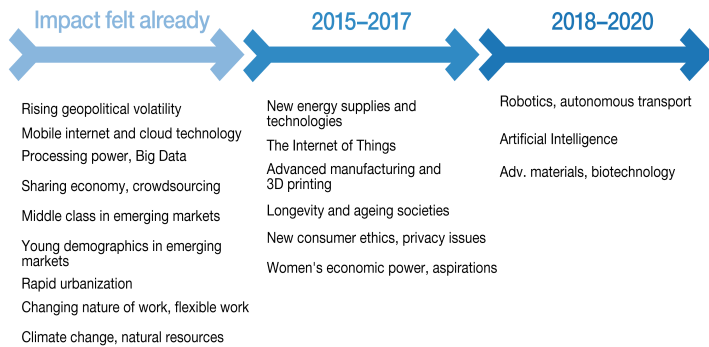 Impact felt already
Rising geopolitical volatility
Mobile internet and cloud technology
Processing power, Big Data
Sharing economy, crowdsourcing
Middle class in emerging markets
Young demographics in emerging
markets
Rapid urbanization
Changing nature of work, flexible work
Climate change, natural resources
2015–2017
New energy supplies and
technologies
The Internet of Things
Advanced manufacturing and
3D printing
Longevity and ageing societies
New consumer ethics, privacy issues
Women's economic power, aspirations
2018–2020
Robotics, autonomous transport
Artificial Intelligence
Adv. materials, biotechnology